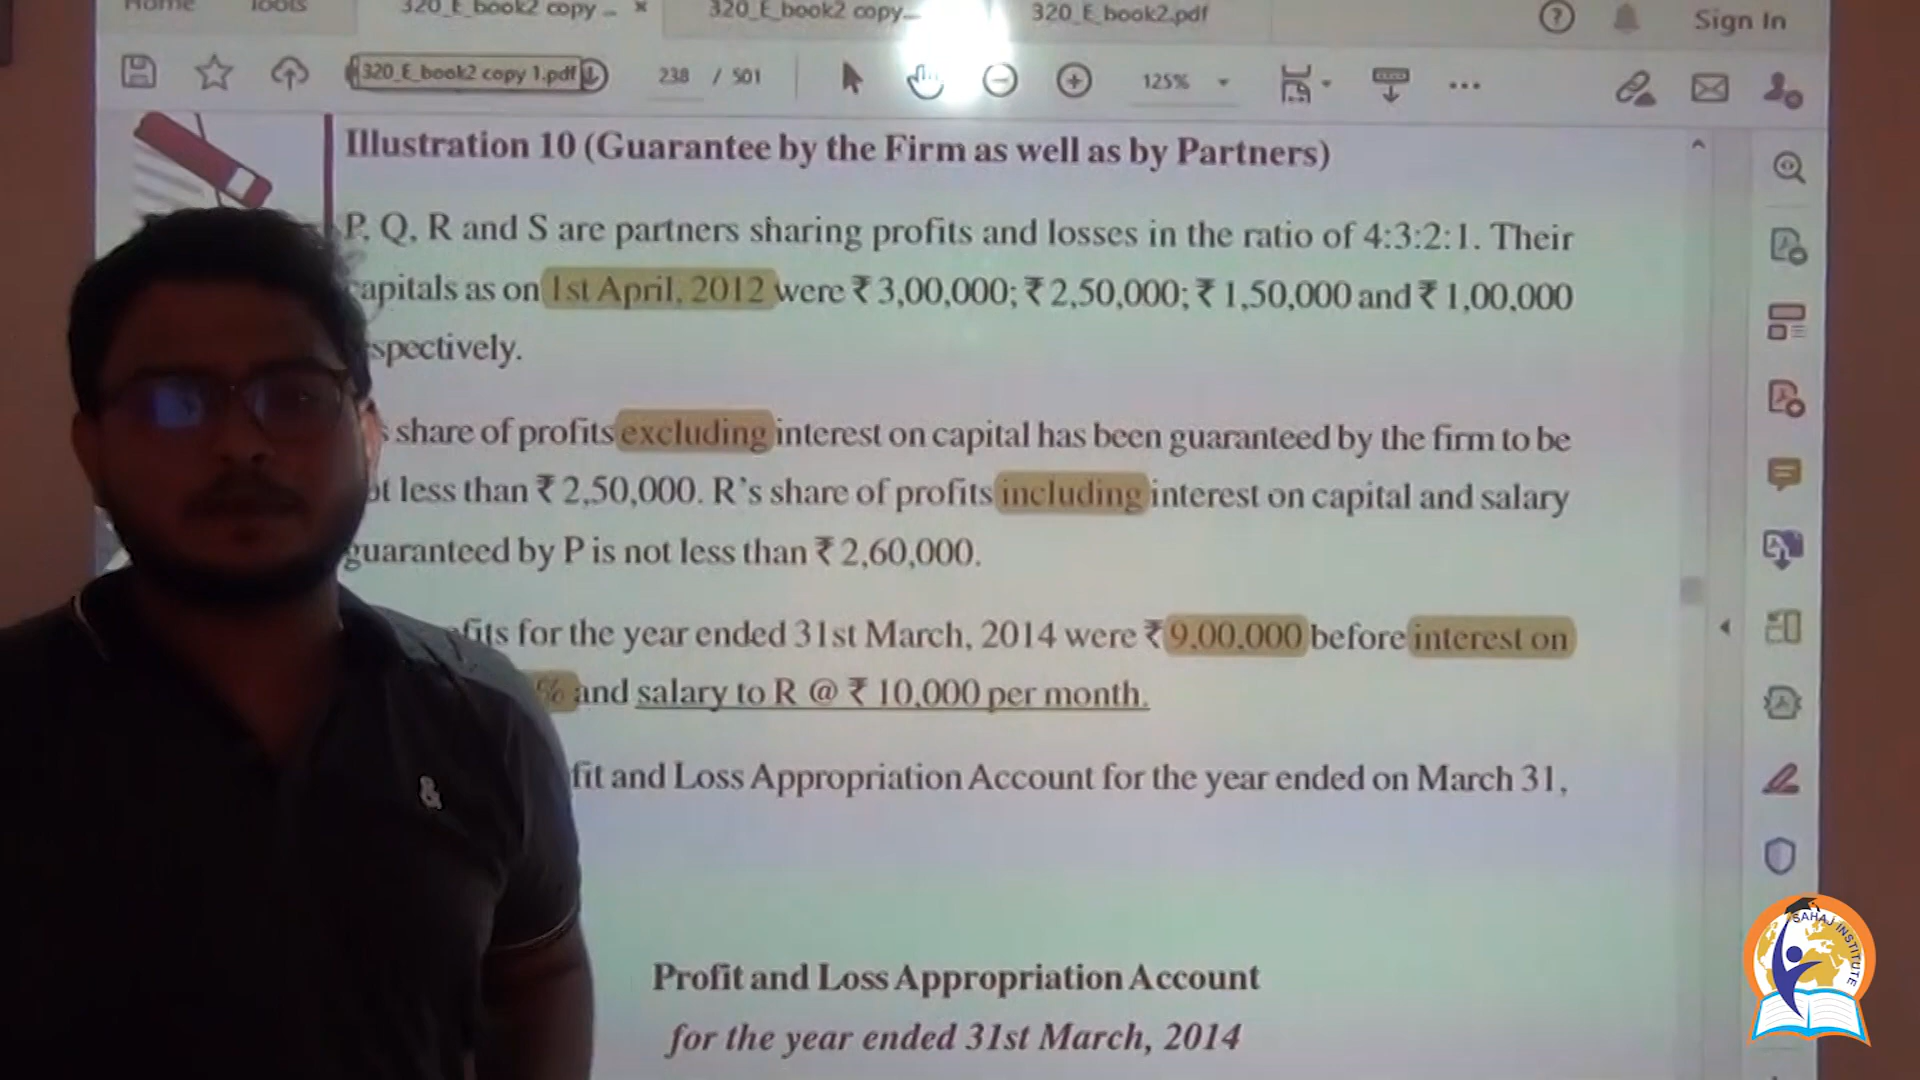 Home Tools 320_E_book2 copy ... × 320_E_book2 copy... 320_E_book2.pdf Sign In
320_E_book2 copy 1.pdf 238 / 501 125%
Illustration 10 (Guarantee by the Firm as well as by Partners)
P, Q, R and S are partners sharing profits and losses in the ratio of 4:3:2:1. Their
apitals as on 1st April, 2012 were ₹ 3,00,000; ₹ 2,50,000; ₹ 1,50,000 and ₹ 1,00,000
spectively.
share of profits excluding interest on capital has been guaranteed by the firm to be
ot less than ₹ 2,50,000. R's share of profits including interest on capital and salary
guaranteed by P is not less than ₹ 2,60,000.
fits for the year ended 31st March, 2014 were ₹ 9,00,000 before interest on
% and salary to R @ ₹ 10,000 per month.
fit and Loss Appropriation Account for the year ended on March 31,
&
Profit and Loss Appropriation Account
for the year ended 31st March, 2014
SAHAJ INSTITUTE